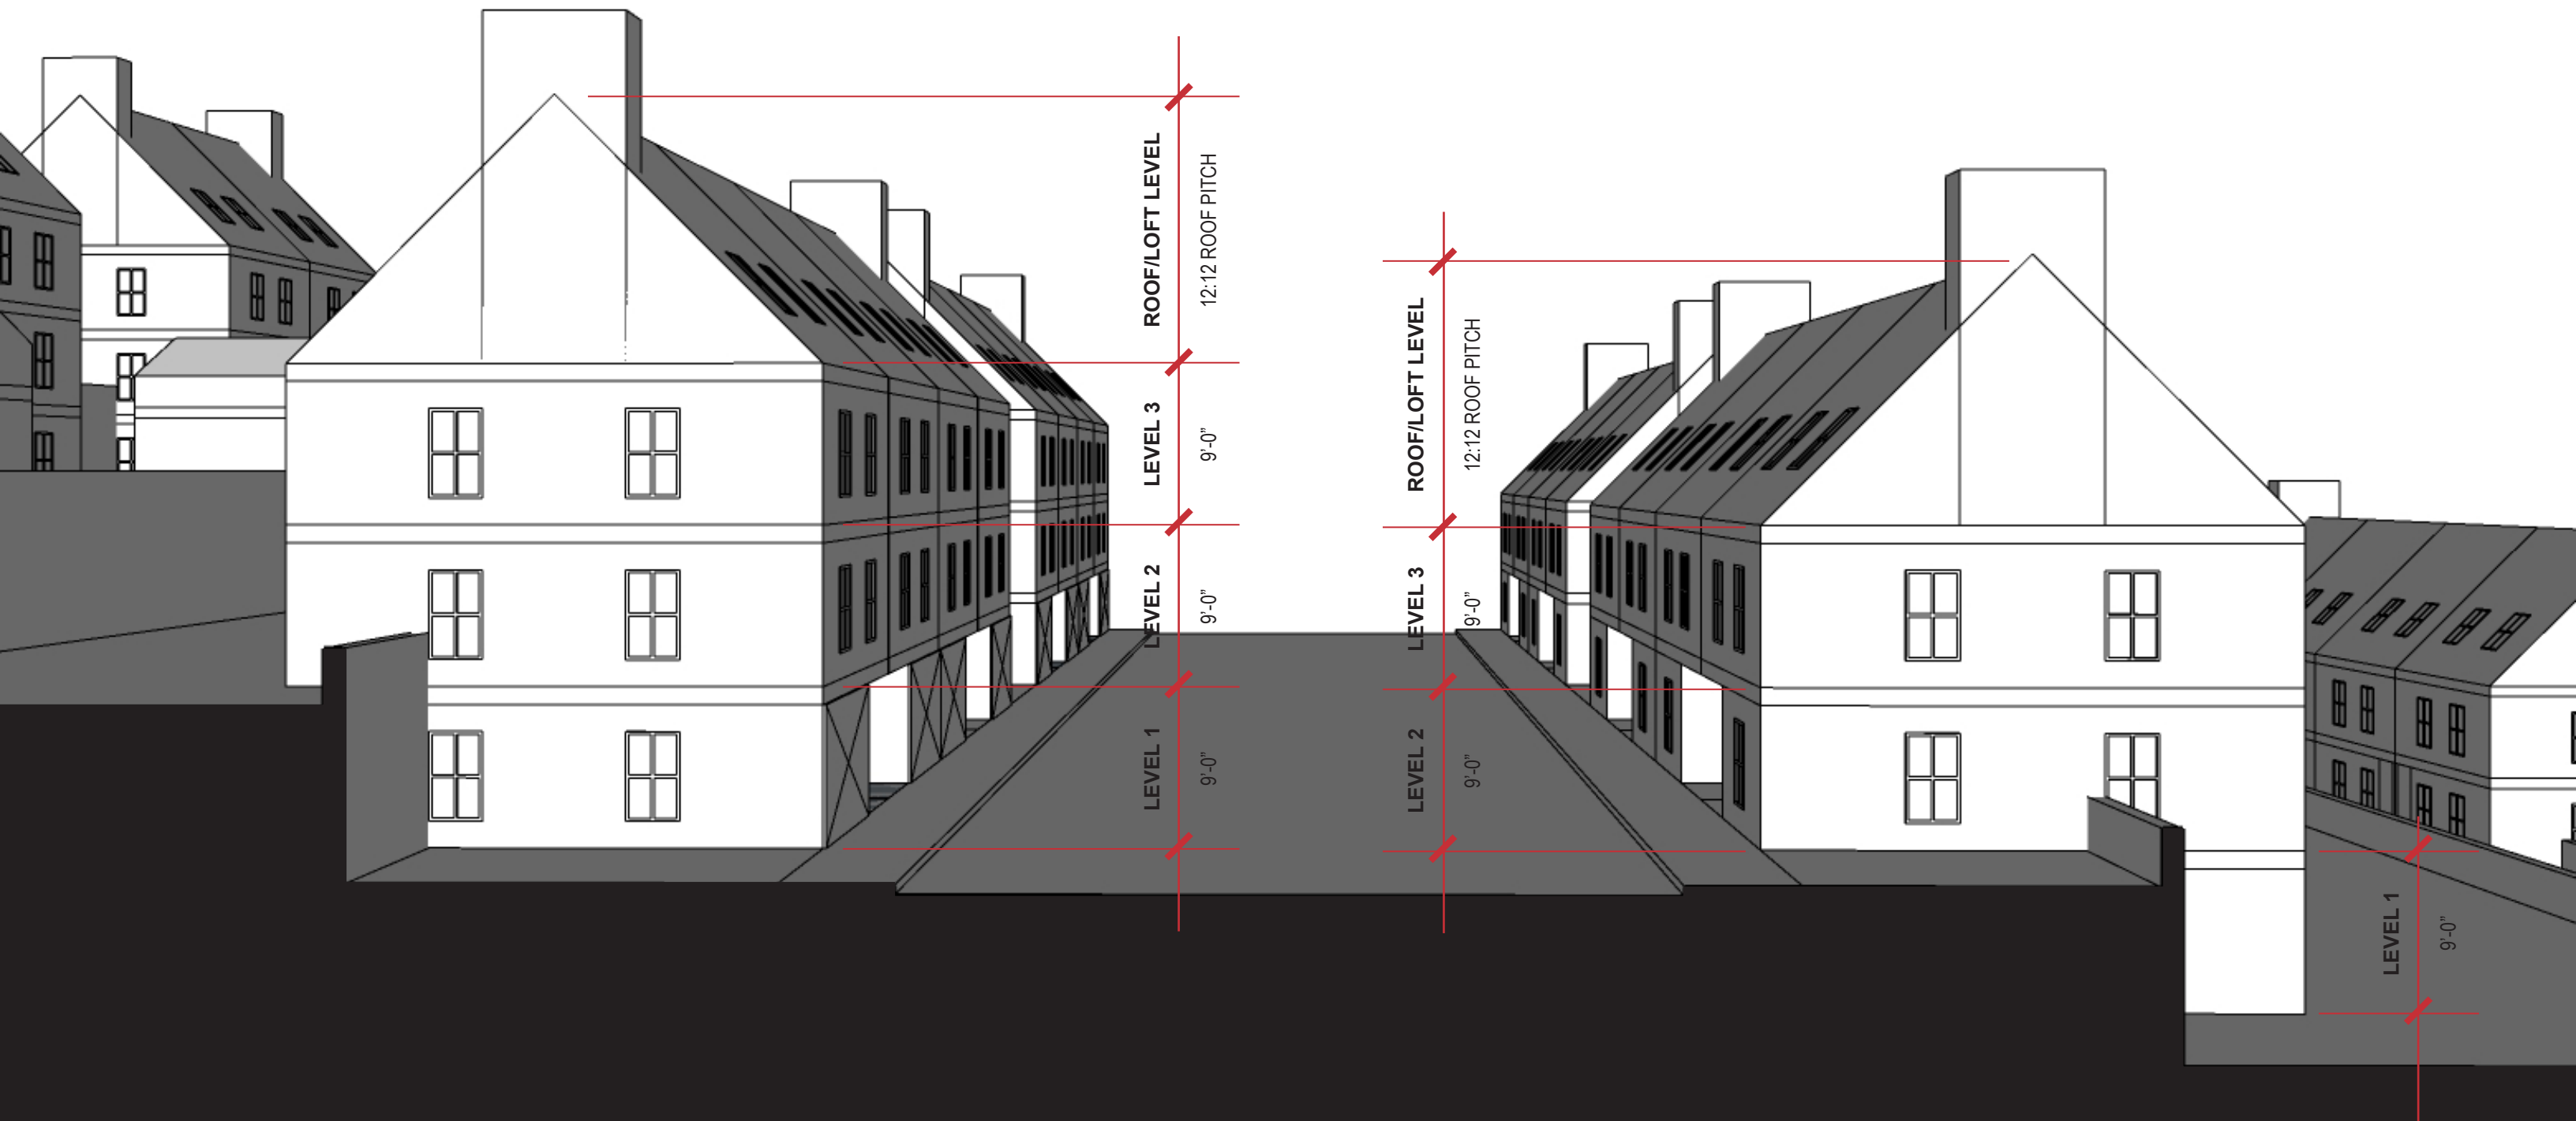 ROOF/LOFT LEVEL
12:12 ROOF PITCH
LEVEL 3
9'-0"
LEVEL 2
9'-0"
LEVEL 1
9'-0"
ROOF/LOFT LEVEL
12:12 ROOF PITCH
LEVEL 3
9'-0"
LEVEL 2
9'-0"
LEVEL 1
9'-0"